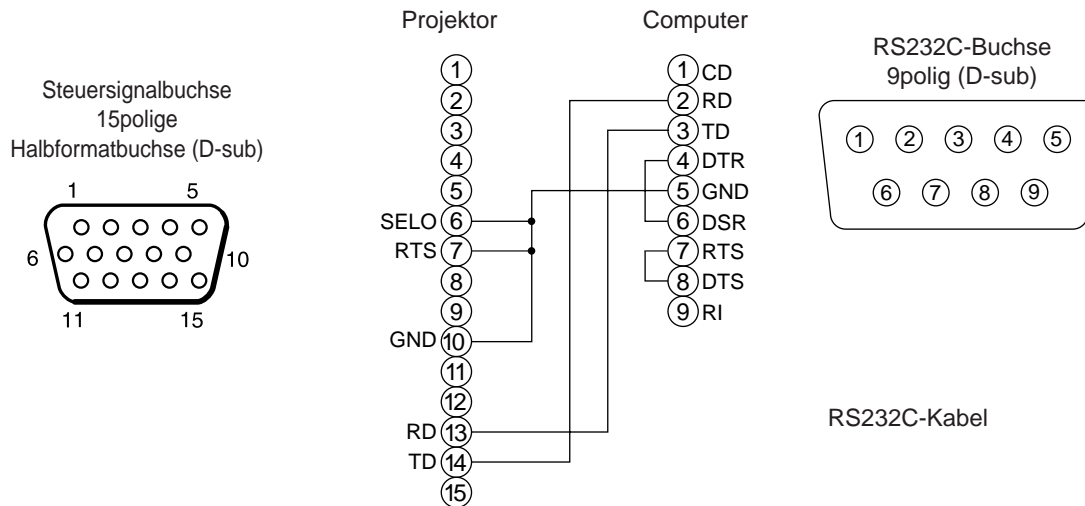 Projektor
Computer
RS232C-Buchse
9polig (D-sub)
Steuersignalbuchse
15polige
Halbformatbuchse (D-sub)
1 5
6 10
11 15
1
2
3
4
5
SELO 6
RTS 7
8
9
GND 10
11
12
RD 13
TD 14
15
1 CD
2 RD
3 TD
4 DTR
5 GND
6 DSR
7 RTS
8 DTS
9 RI
1 2 3 4 5
6 7 8 9
RS232C-Kabel